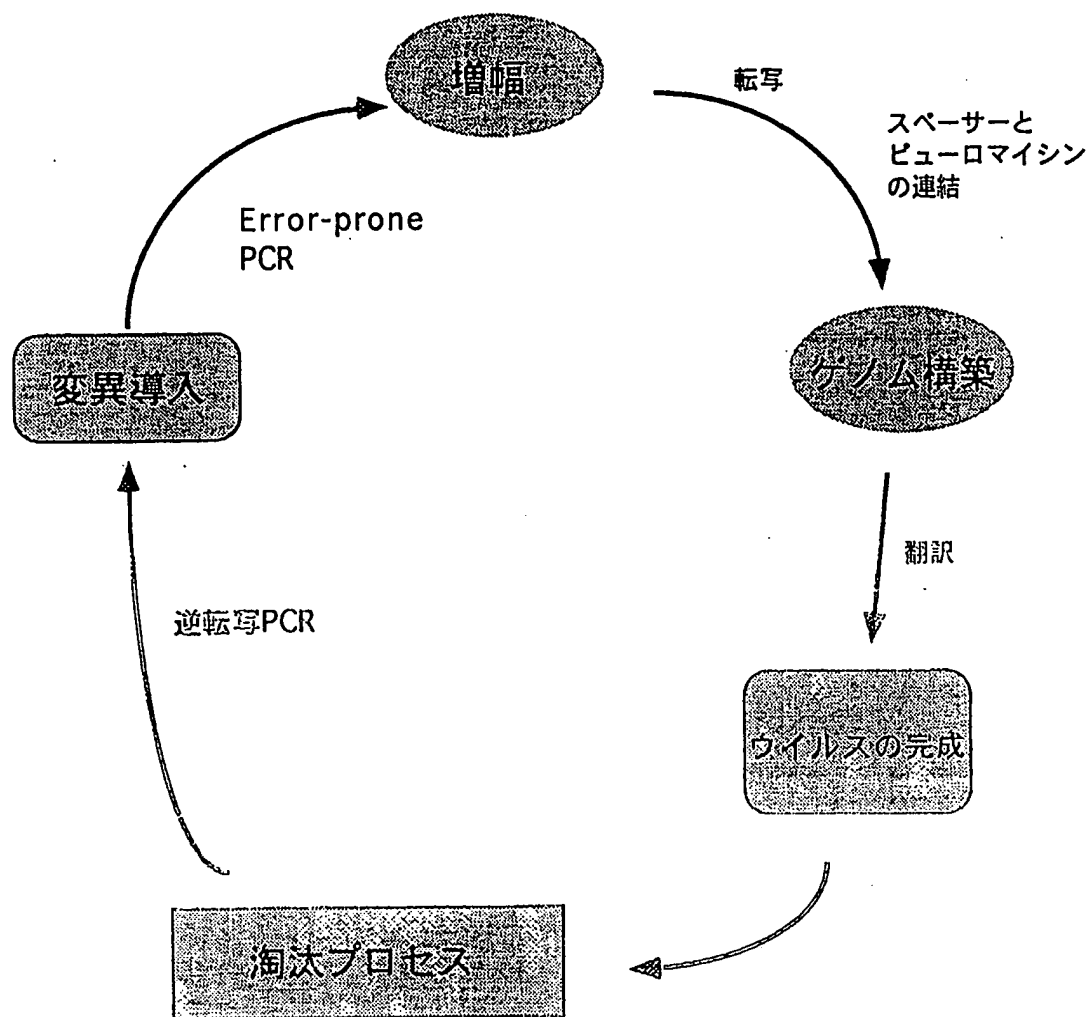 増幅
転写
スペーサーと
ピューロマイシン
の連結
Error-prone
PCR
変異導入
ゲノム構築
翻訳
逆転写PCR
ウイルスの完成
淘汰プロセス